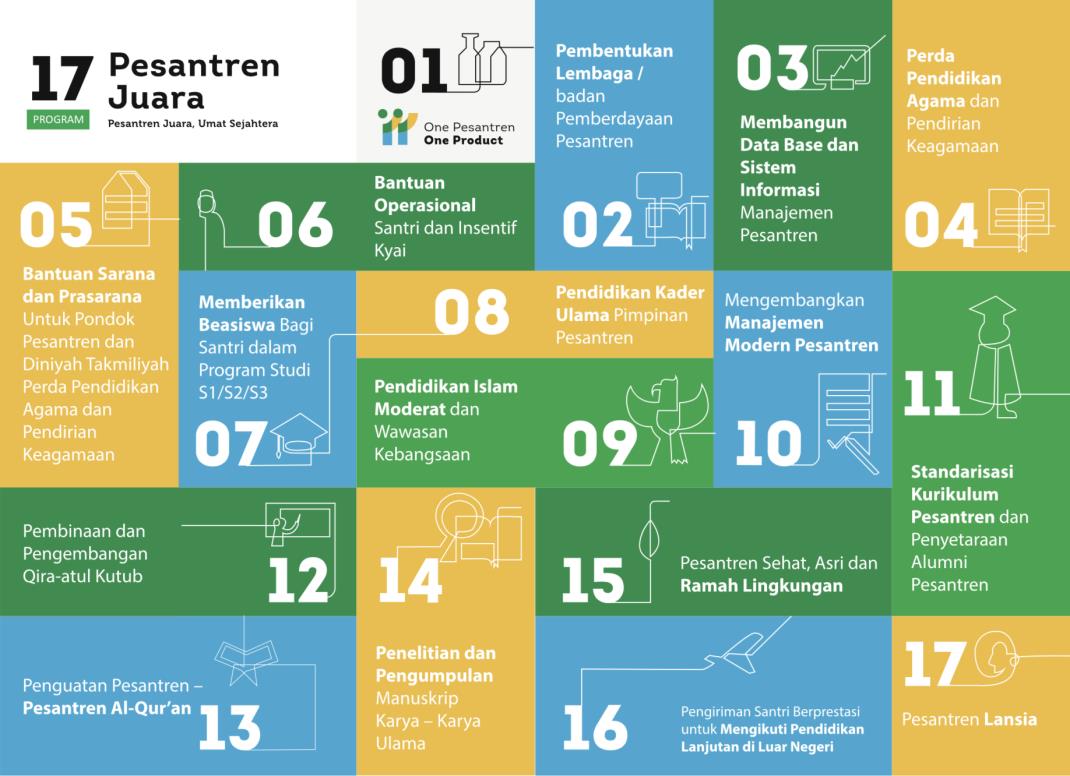 17
PROGRAM
Pesantren
Juara
Pesantren Juara, Umat Sejahtera
01
One Pesantren
One Product
Pembentukan
Lembaga /
badan
Pemberdayaan
Pesantren
02
03
Membangun
Data Base dan
Sistem
Informasi
Manajemen
Pesantren
Perda
Pendidikan
Agama dan
Pendirian
Keagamaan
04
05
Bantuan Sarana
dan Prasarana
Untuk Pondok
Pesantren dan
Diniyah Takmiliyah
Perda Pendidikan
Agama dan
Pendirian
Keagamaan
06
Bantuan
Operasional
Santri dan Insentif
Kyai
Memberikan
Beasiswa Bagi
Santri dalam
Program Studi
S1/S2/S3
07
08
Pendidikan Kader
Ulama Pimpinan
Pesantren
Pendidikan Islam
Moderat dan
Wawasan
Kebangsaan
09
Mengembangkan
Manajemen
Modern Pesantren
10
11
Standarisasi
Kurikulum
Pesantren dan
Penyetaraan
Alumni
Pesantren
Pembinaan dan
Pengembangan
Qira-atul Kutub
12
Penguatan Pesantren –
Pesantren Al-Qur’an
13
14
Penelitian dan
Pengumpulan
Manuskrip
Karya – Karya
Ulama
15
Pesantren Sehat, Asri dan
Ramah Lingkungan
16
Pengiriman Santri Berprestasi
untuk Mengikuti Pendidikan
Lanjutan di Luar Negeri
17
Pesantren Lansia